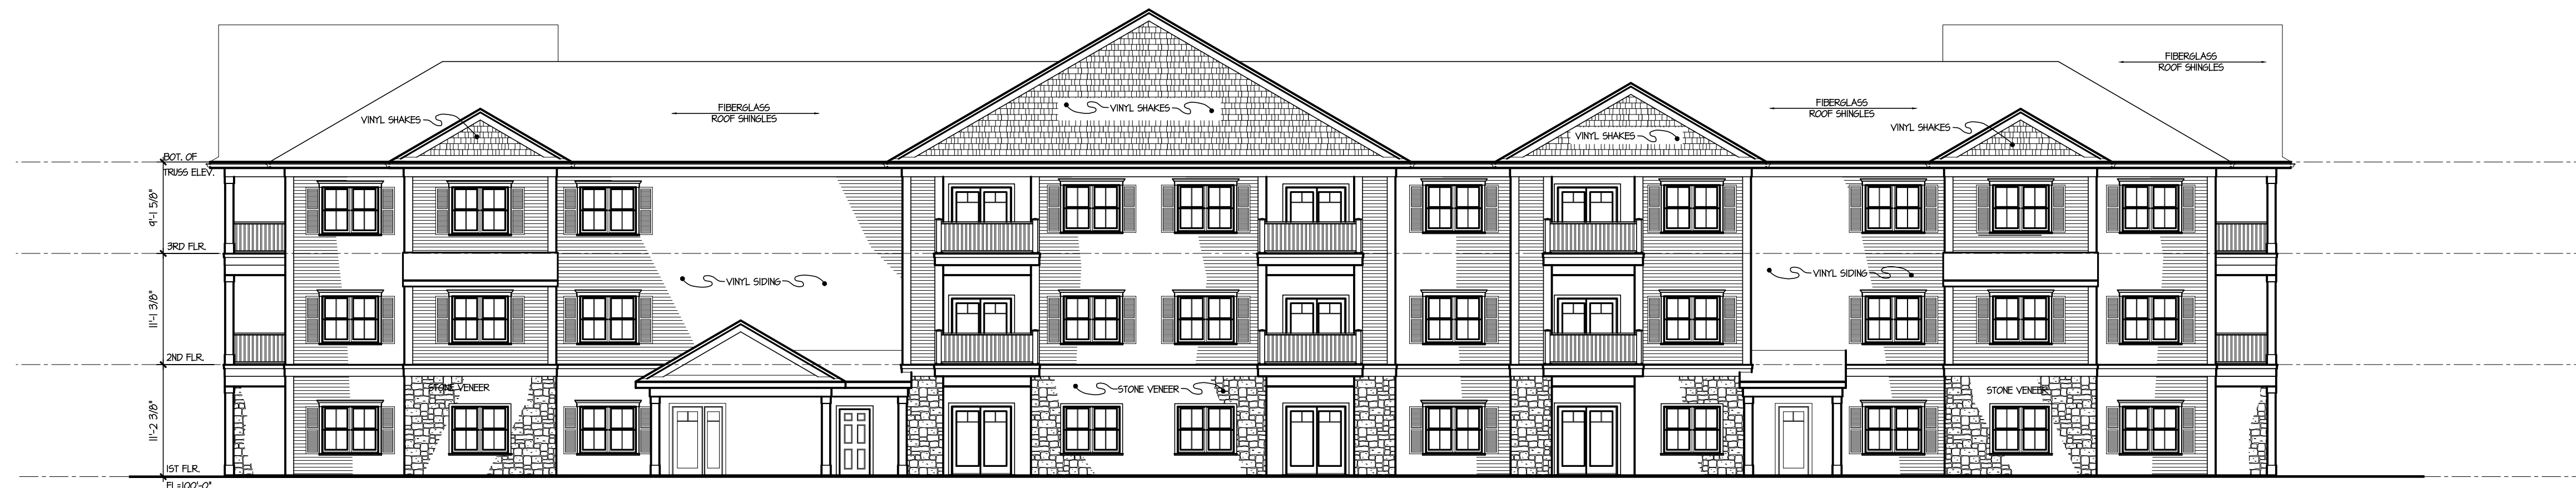 FIBERGLASS
ROOF SHINGLES
VINYL SHAKES
FIBERGLASS
ROOF SHINGLES
VINYL SHAKES
VINYL SHAKES
FIBERGLASS
ROOF SHINGLES
VINYL SHAKES
BOT. OF
TRUSS ELEV.
9'-1 5/8"
3RD FLR.
11'-1 3/8"
VINYL SIDING
VINYL SIDING
2ND FLR.
STONE VENEER
STONE VENEER
STONE VENEER
11'-2 3/8"
1ST FLR.
EL=100'-0"